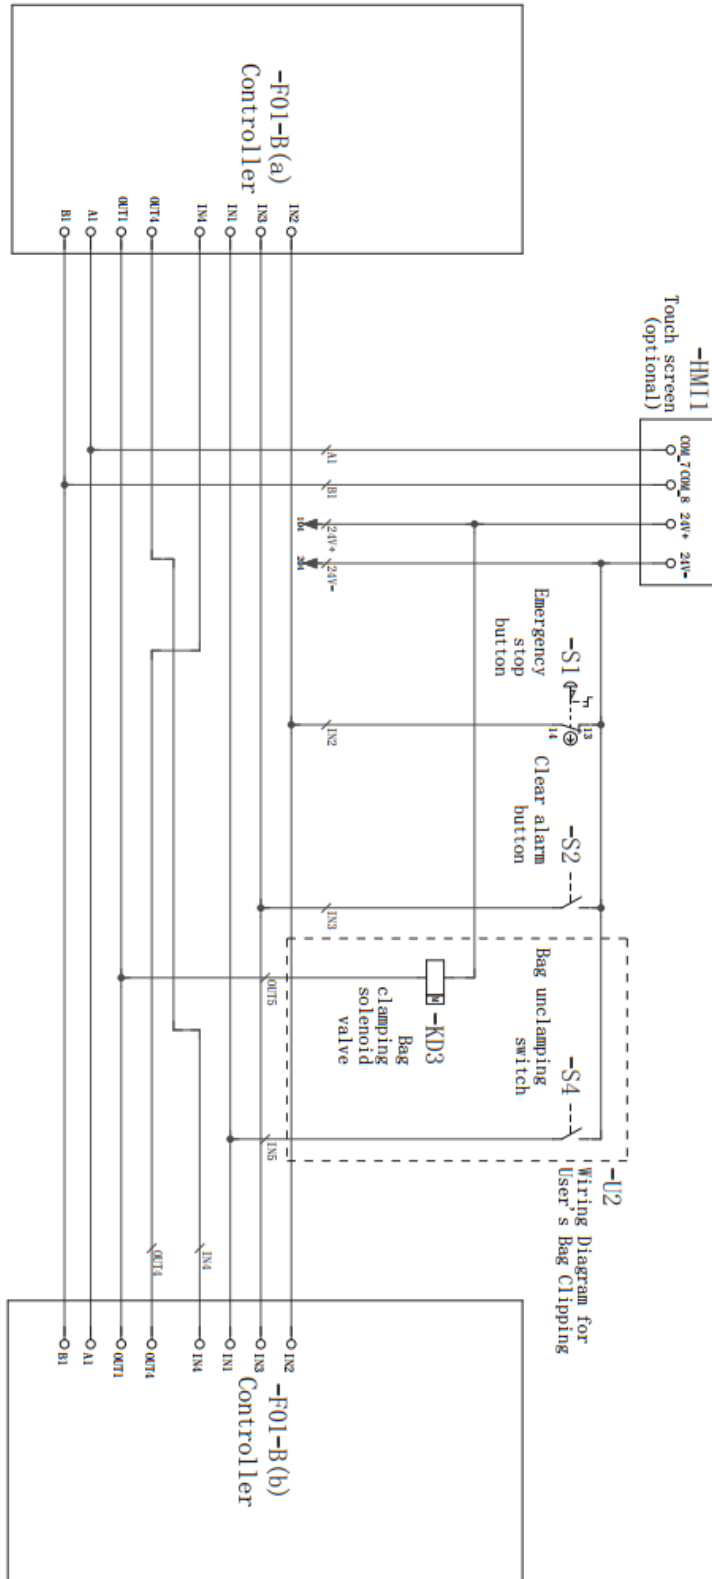 -F01-B(a)
Controller
B1
A1
OUT1
OUT4
IN4
IN1
IN3
IN2
-HMI1
Touch screen
(optional)
COM_7
COM_8
24V+
24V-
A1
B1
24V+
24V-
104
204
Emergency
stop
button
-S1
13
14
IN2
Clear alarm
button
-S2
IN3
OUT5
Bag
clamping
solenoid
valve
-KD3
M
Bag unclamping
switch
-S4
IN5
-U2
Wiring Diagram for
User's Bag Clipping
OUT4
IN4
B1
A1
OUT1
OUT4
IN4
IN1
IN3
IN2
-F01-B(b)
Controller